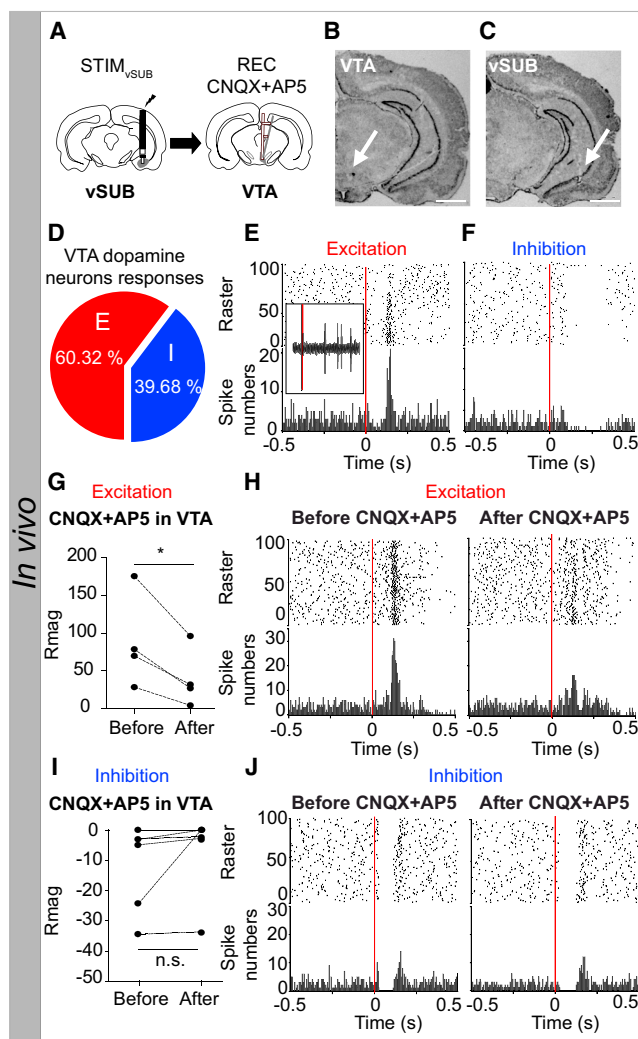 In vivo
A
STIMvSUB
REC
CNQX+AP5
vSUB
VTA
B
VTA
C
vSUB
D
VTA dopamine
neurons responses
E
60.32 %
I
39.68 %
E
Excitation
Raster
100
50
0
Spike
numbers
20
10
0
-0.5
0
0.5
Time (s)
F
Inhibition
-0.5
0
0.5
Time (s)
G
Excitation
CNQX+AP5 in VTA
*
Rmag
200
150
100
50
0
Before
After
H
Excitation
Before CNQX+AP5
After CNQX+AP5
Raster
100
50
0
Spike
numbers
30
20
10
0
-0.5
0
0.5
-0.5
0
0.5
Time (s)
Time (s)
I
Inhibition
CNQX+AP5 in VTA
Rmag
0
-10
-20
-30
-40
-50
n.s.
Before
After
J
Inhibition
Before CNQX+AP5
After CNQX+AP5
Raster
100
50
0
Spike
numbers
30
20
10
0
-0.5
0
0.5
-0.5
0
0.5
Time (s)
Time (s)